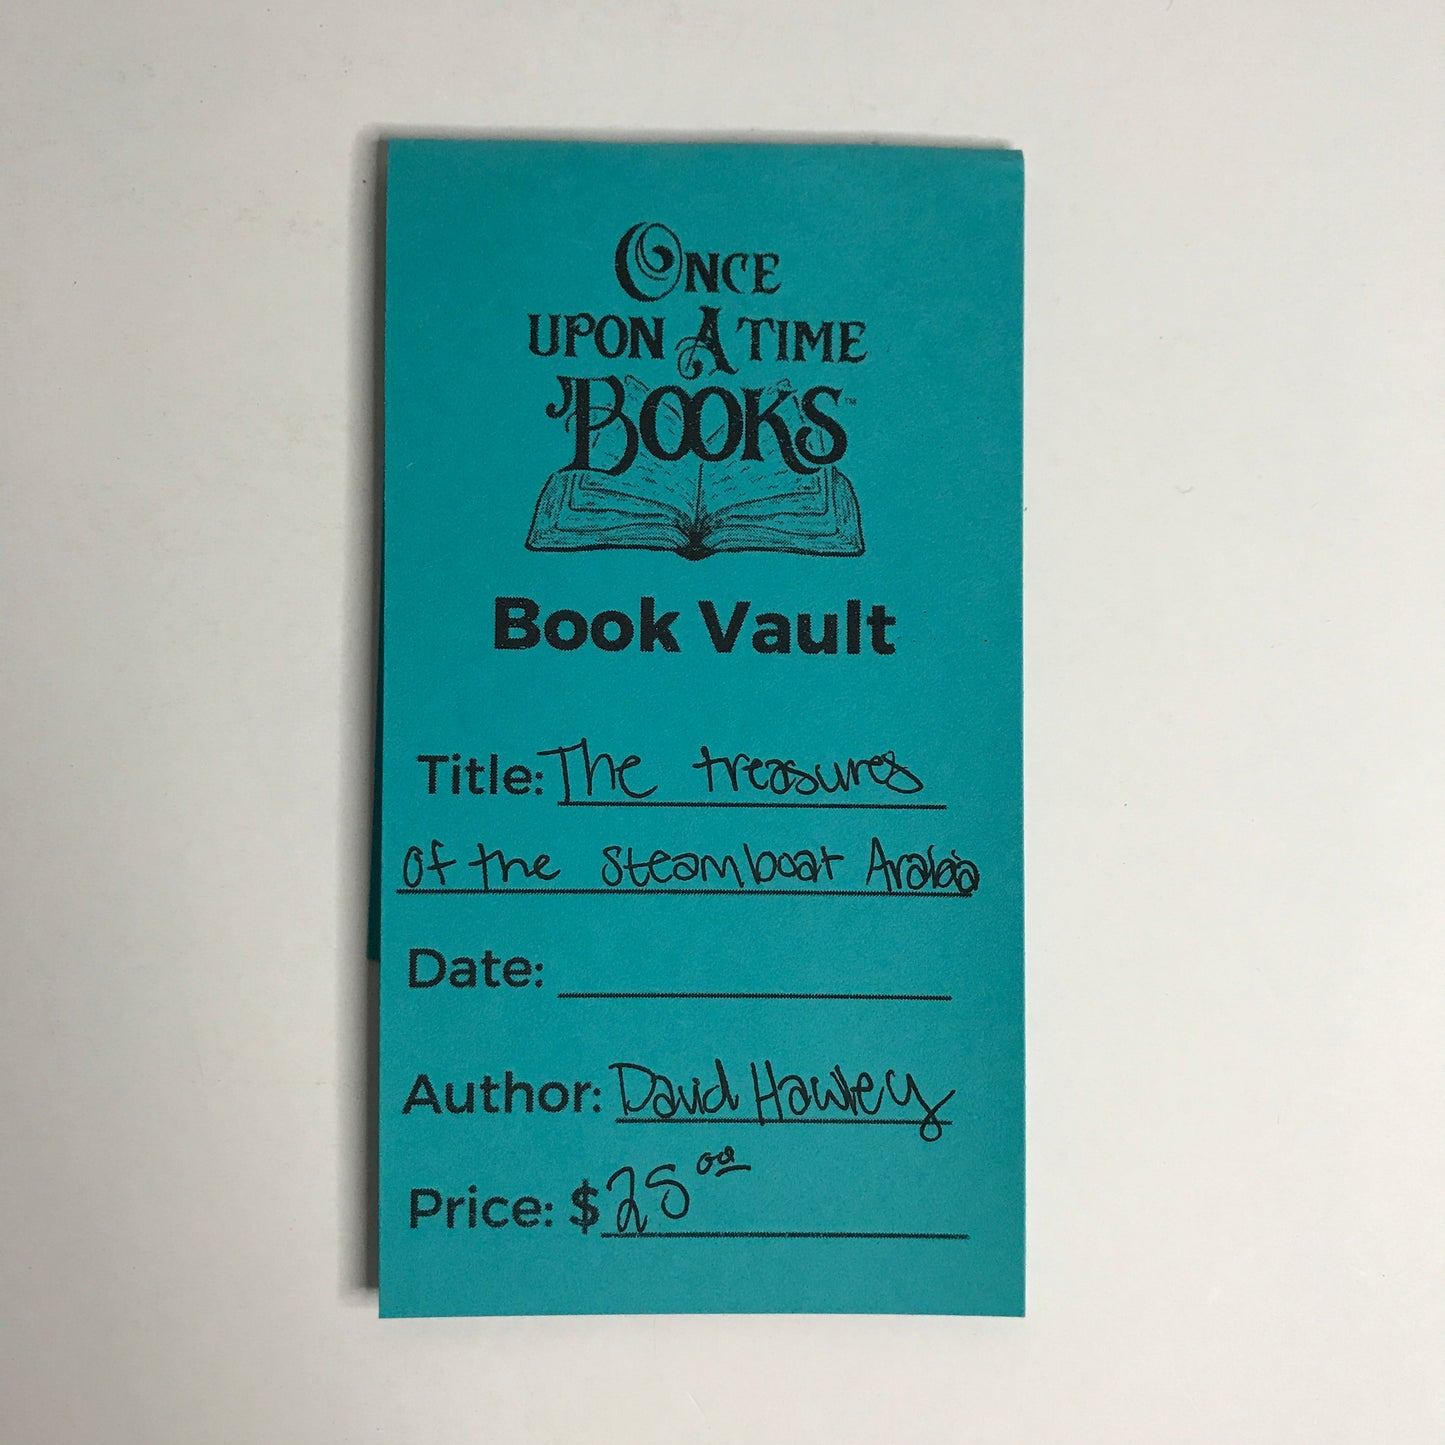 ONCE
UPON A TIME
BOOKS™
Book Vault
Title: The treasures
of the steamboat Arabia
Date:
Author: David Hawley
Price: $25 00